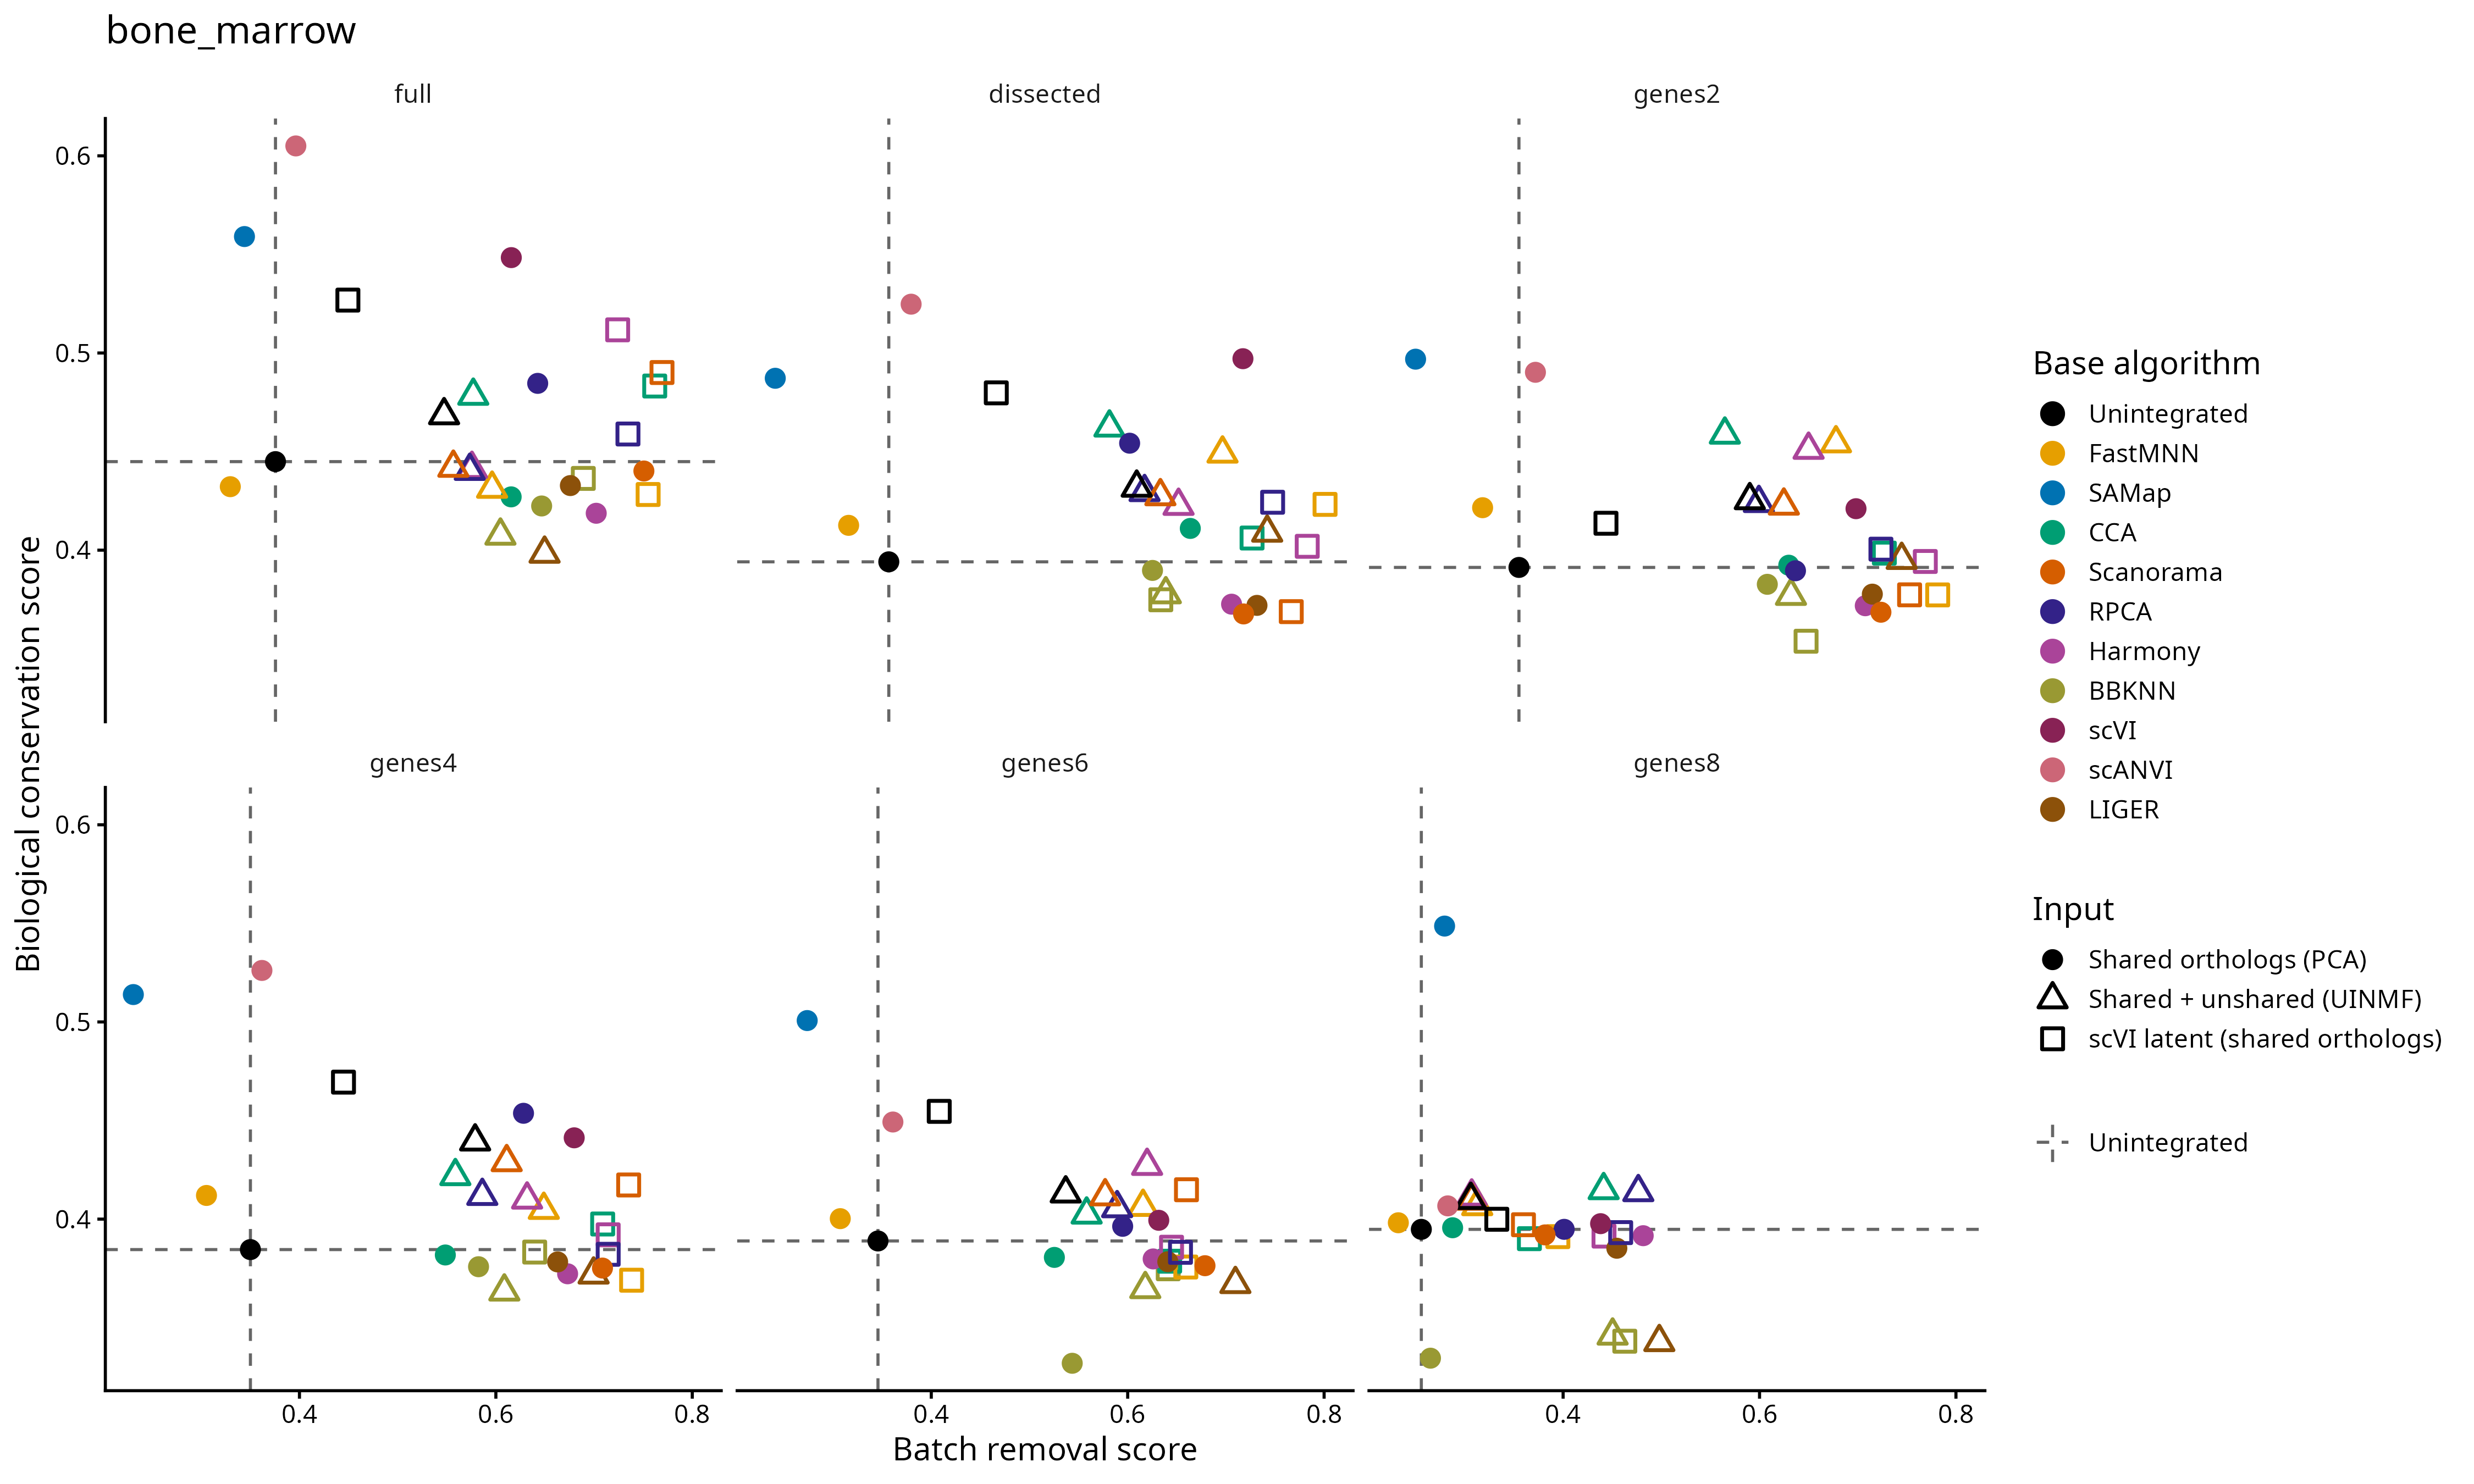 bone_marrow
full
dissected
genes2
0.6
0.5
0.4
genes4
genes6
genes8
0.6
0.5
0.4
0.4
0.6
0.8
0.4
0.6
0.8
0.4
0.6
0.8
Batch removal score
Biological conservation score
Base algorithm
Unintegrated
FastMNN
SAMap
CCA
Scanorama
RPCA
Harmony
BBKNN
scVI
scANVI
LIGER
Input
Shared orthologs (PCA)
Shared + unshared (UINMF)
scVI latent (shared orthologs)
Unintegrated